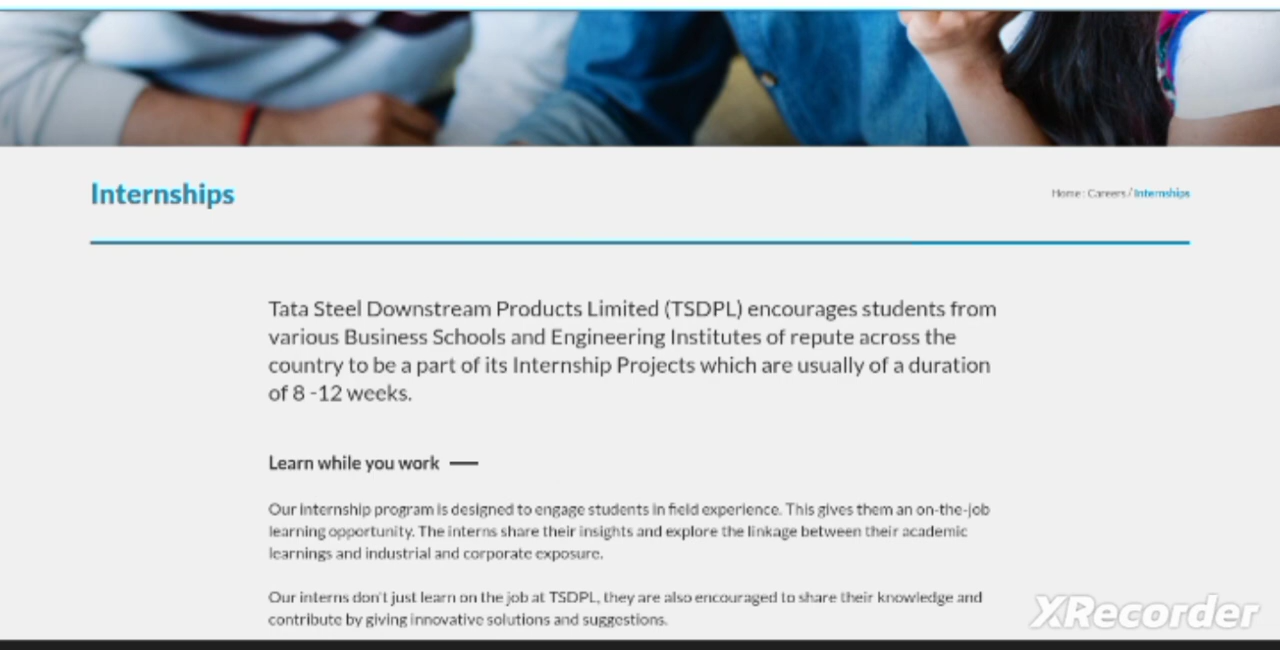 Internships
Home : Careers / Internships
Tata Steel Downstream Products Limited (TSDPL) encourages students from
various Business Schools and Engineering Institutes of repute across the
country to be a part of its Internship Projects which are usually of a duration
of 8 -12 weeks.
Learn while you work
Our internship program is designed to engage students in field experience. This gives them an on-the-job
learning opportunity. The interns share their insights and explore the linkage between their academic
learnings and industrial and corporate exposure.
Our interns don't just learn on the job at TSDPL, they are also encouraged to share their knowledge and
contribute by giving innovative solutions and suggestions.
XRecorder